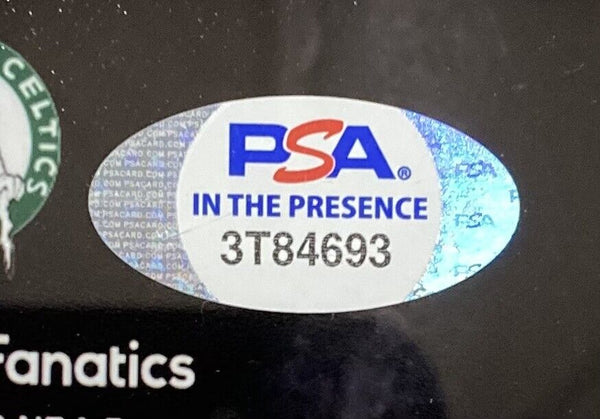 CELTICS
PSA®
IN THE PRESENCE
3T84693
Fanatics